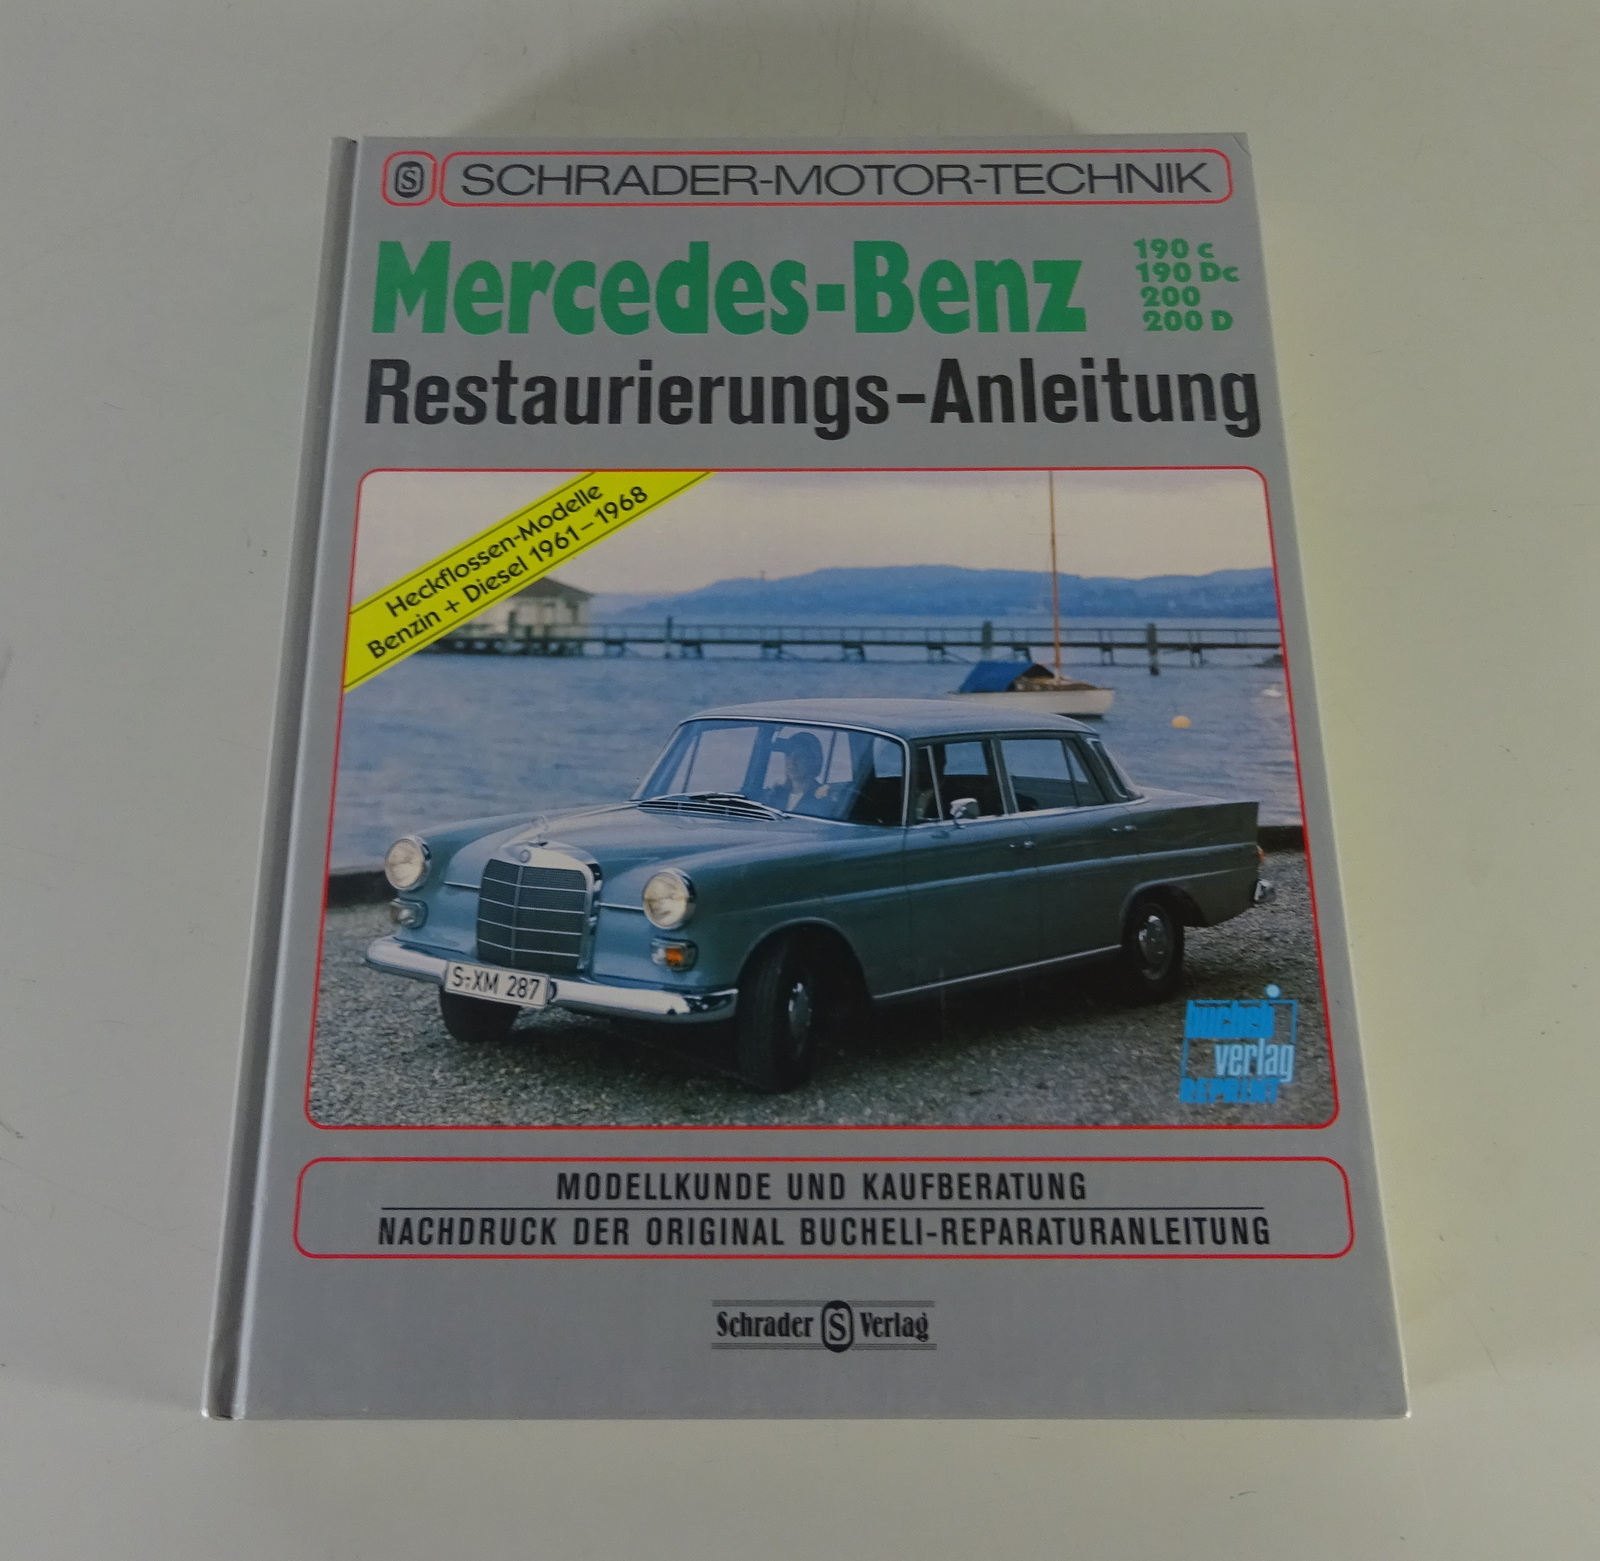 S SCHRADER-MOTOR-TECHNIK
Mercedes-Benz
190 c
190 Dc
200
200 D
Restaurierungs-Anleitung
Heckflossen-Modelle
Benzin + Diesel 1961–1968
S-XM 287
bucheli
verlag
REPRINT
MODELLKUNDE UND KAUFBERATUNG
NACHDRUCK DER ORIGINAL BUCHELI-REPARATURANLEITUNG
Schrader S Verlag